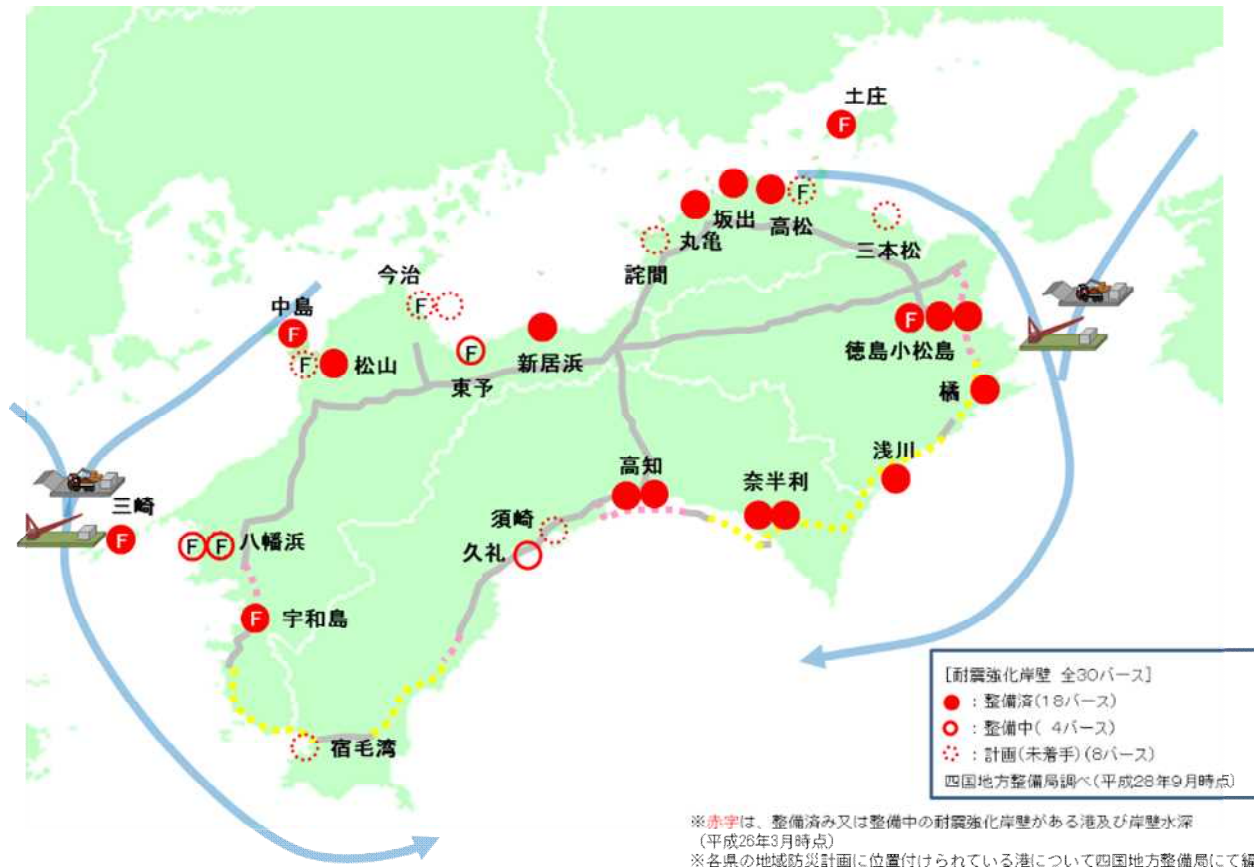 土庄
F
F
坂出
高松
丸亀
三本松
詫間
今治
F
中島
F
F
松山
F
東予
新居浜
F
徳島小松島
橘
浅川
高知
奈半利
須崎
久礼
三崎
F
F
F
八幡浜
F
宇和島
宿毛湾
[耐震強化岸壁 全30バース]
:整備済(18バース)
:整備中( 4バース)
:計画(未着手)(8バース)
四国地方整備局調べ(平成28年9月時点)
※赤字は、整備済み又は整備中の耐震強化岸壁がある港及び岸壁水深
(平成26年3月時点)
※各県の地域防災計画に位置付けられている港について四国地方整備局にて編